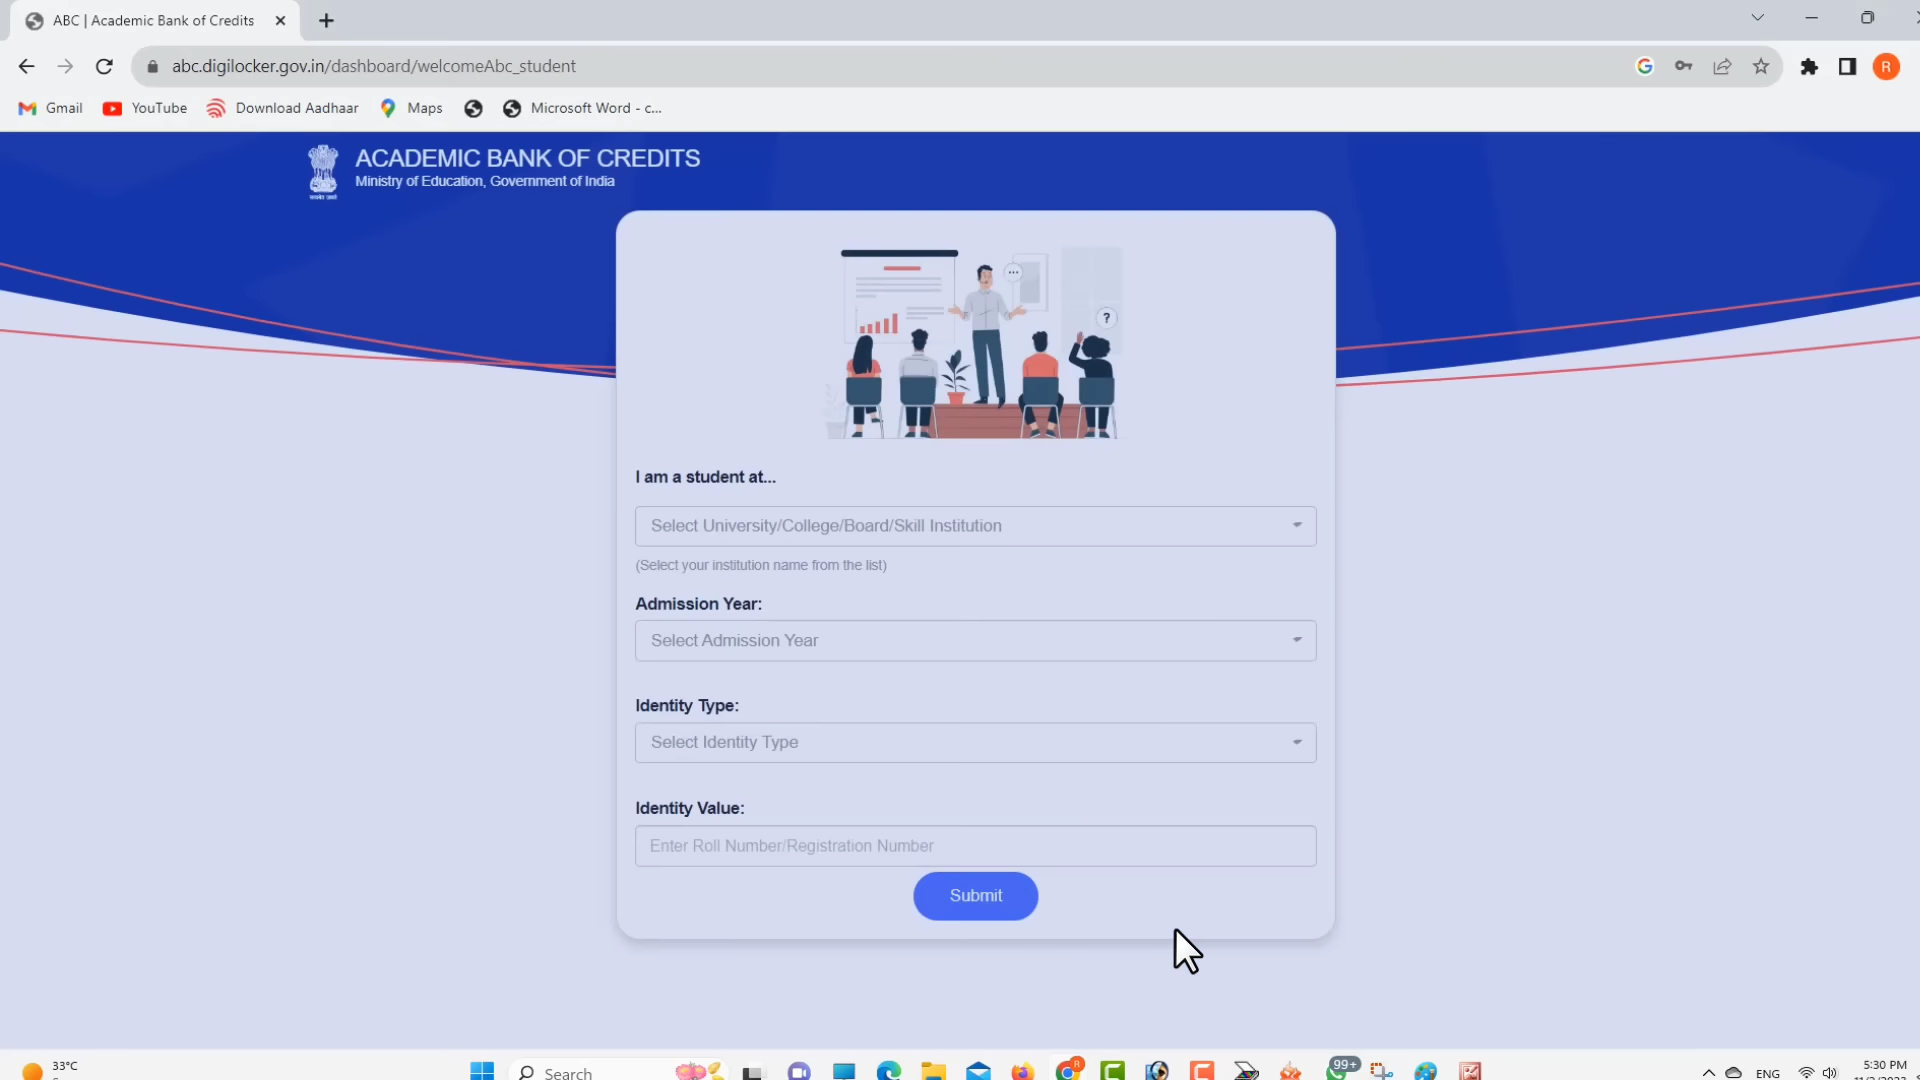 ABC | Academic Bank of Credits
abc.digilocker.gov.in/dashboard/welcomeAbc_student
R
Gmail
YouTube
Download Aadhaar
Maps
Microsoft Word - c...
ACADEMIC BANK OF CREDITS
Ministry of Education, Government of India
?
I am a student at...
Select University/College/Board/Skill Institution
(Select your institution name from the list)
Admission Year:
Select Admission Year
Identity Type:
Select Identity Type
Identity Value:
Enter Roll Number/Registration Number
Submit
33°C
Search
R
99+
ENG
5:30 PM